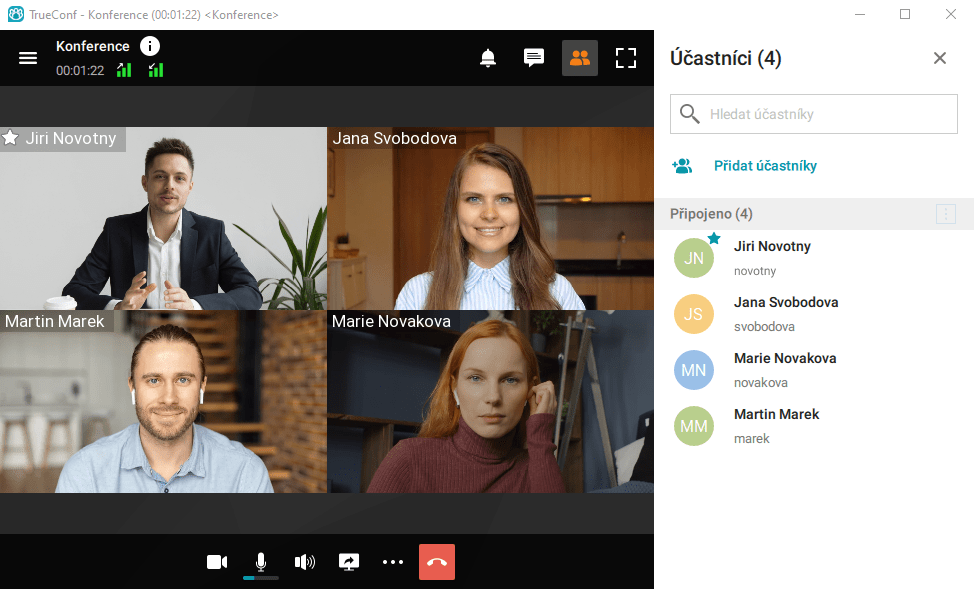 TrueConf - Konference (00:01:22) <Konference>
Konference
00:01:22
Jiri Novotny
Jana Svobodova
Martin Marek
Marie Novakova
Účastníci (4)
Hledat účastníky
Přidat účastníky
Připojeno (4)
JN
Jiri Novotny
novotny
JS
Jana Svobodova
svobodova
MN
Marie Novakova
novakova
MM
Martin Marek
marek